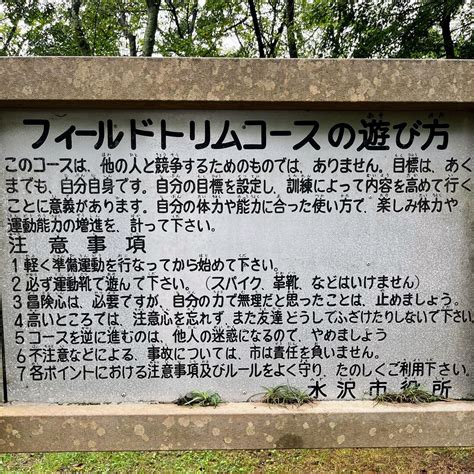 フィールドトリムコースの遊び方
このコースは、他の人と競争するためのものでは、ありません。目標は、あく
までも、自分自身です。自分の目標を設定し、訓練によって内容を高めて行く
ことに意義があります。自分の体力や能力に合った使い方で、楽しみ体力や
運動能力の増進を、計って下さい。
注意事項
1 軽く準備運動を行なってから始めて下さい。
2 必ず運動靴で遊んで下さい。(スパイク、革靴、などはいけません)
3 冒険心は、必要ですが、自分の力で無理だと思ったことは、止めましょう。
4 高いところでは、注意心を忘れず、また友達どうしでふざけたりしないで下さい。
5 コースを逆に進むのは、他人の迷惑になるので、やめましょう
6 不注意などによる、事故については、市は責任を負いません。
7 各ポイントにおける注意事項及びルールをよく守り、たのしくご利用下さい。
水沢市役所